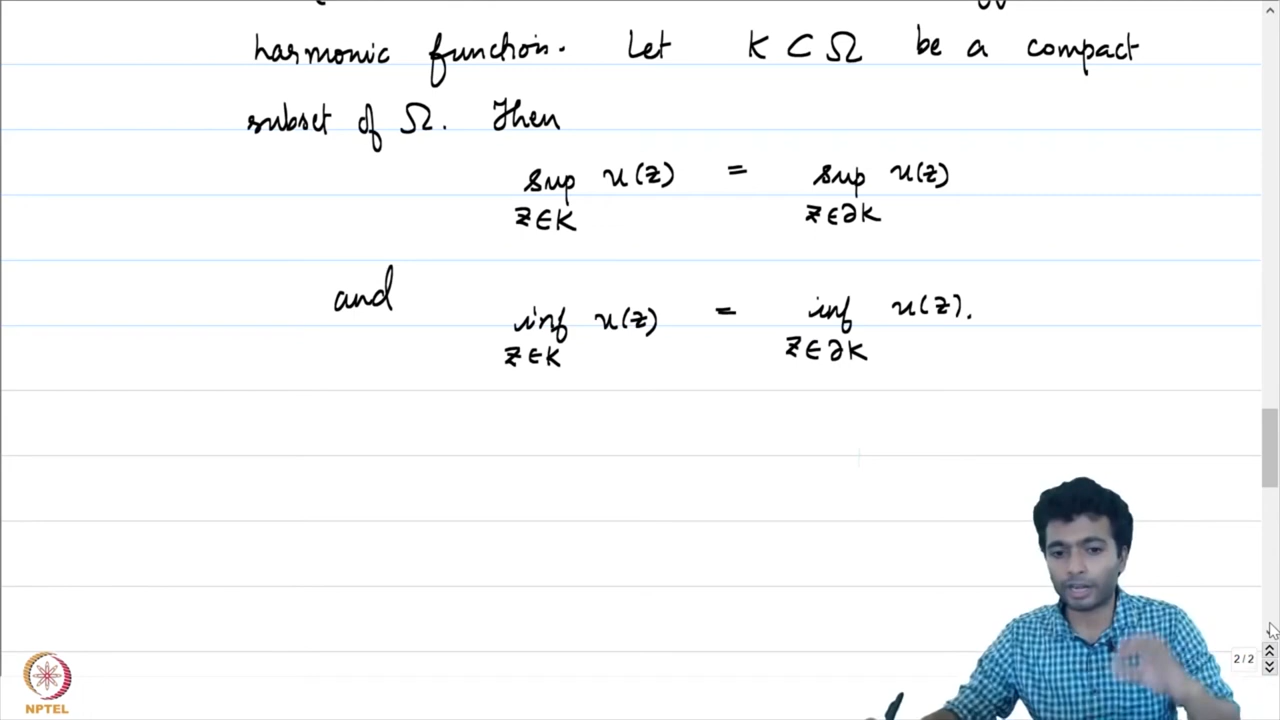 harmonic function. Let K ⊂ Ω be a compact
subset of Ω. Then
sup u(z) = sup u(z)
z∈K z∈∂K
and inf u(z) = inf u(z).
z∈K z∈∂K
2/2
NPTEL